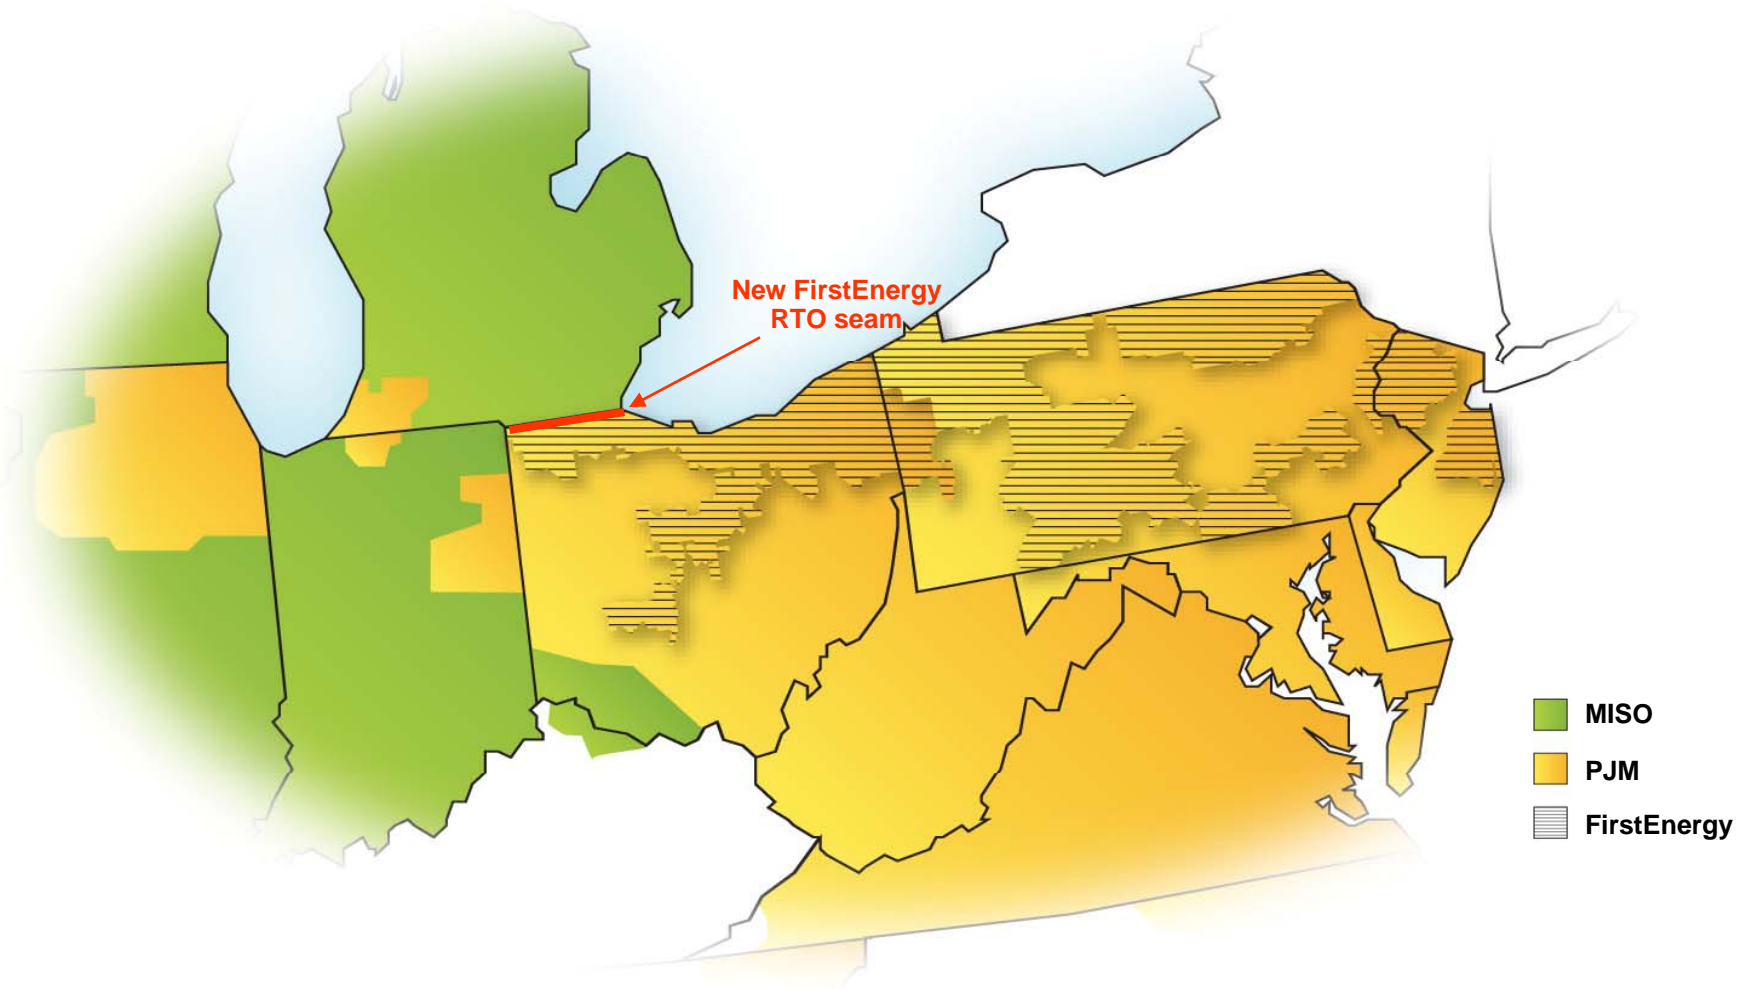 New FirstEnergy
RTO seam
MISO
PJM
FirstEnergy